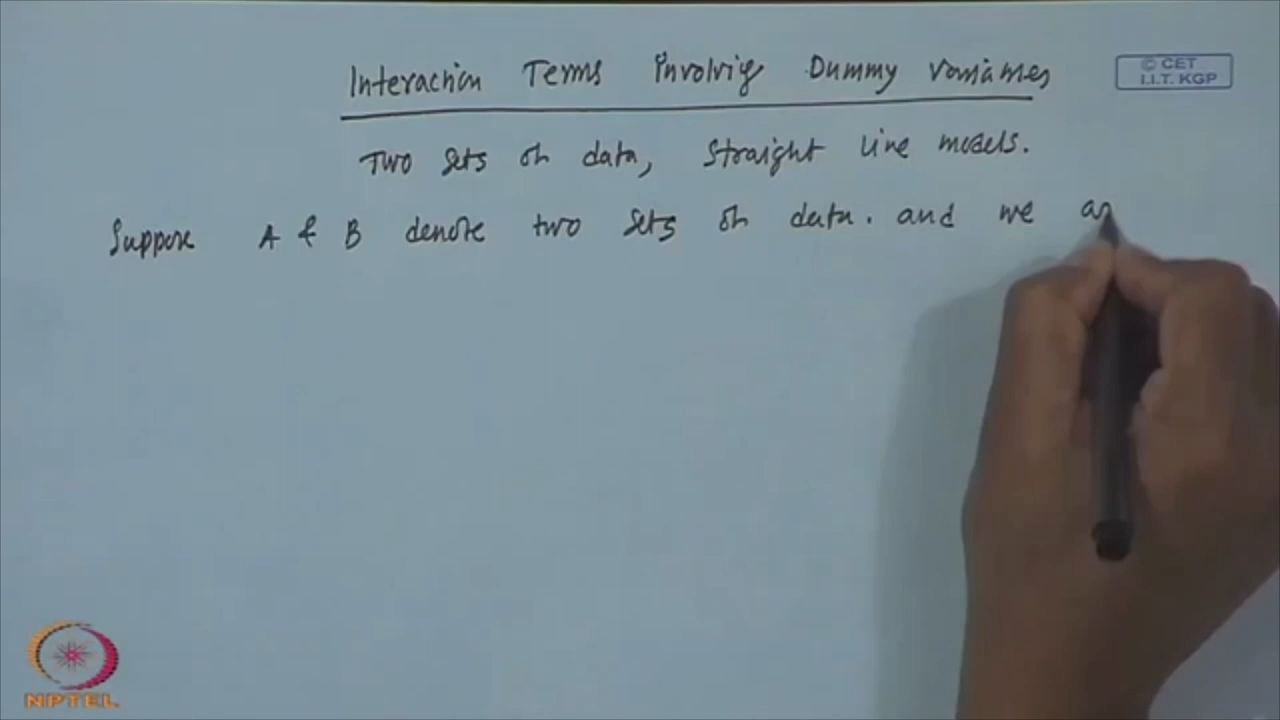 Interaction Terms Involvig Dummy Variables
© CET
I.I.T. KGP
Two sets of data, straight line models.
Suppose A & B denote two sets of data. and we
NPTEL